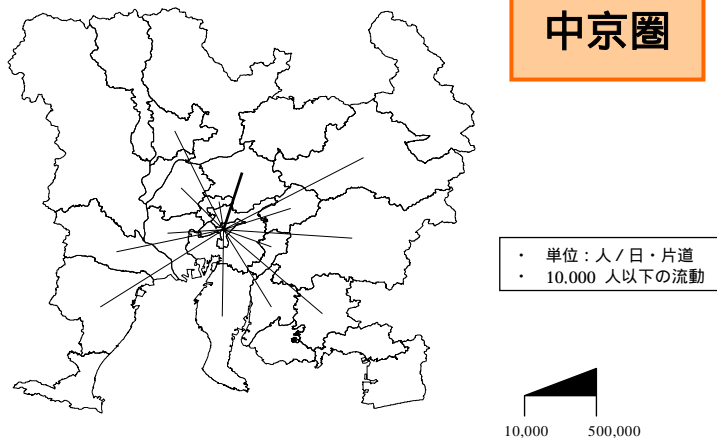 中京圏
・ 単位：人 / 日・片道
・ 10,000 人以下の流動
10,000 500,000